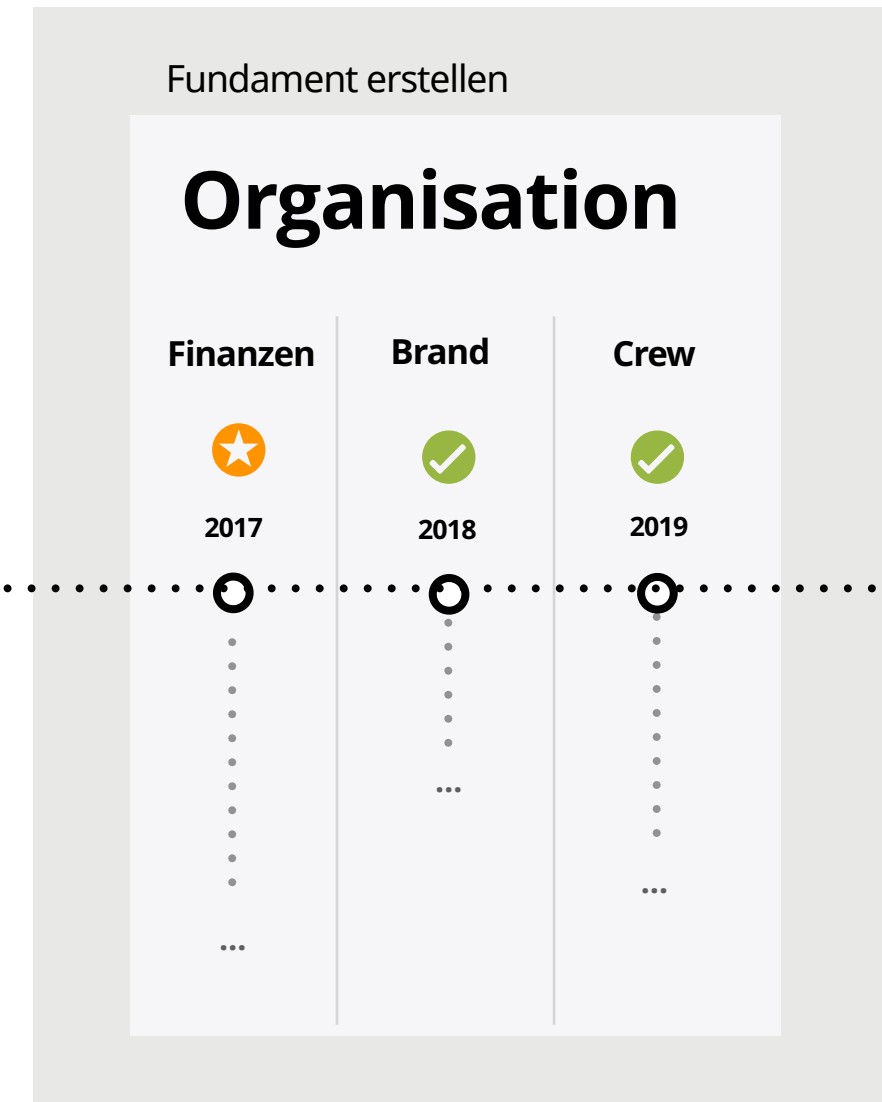 Fundament erstellen
Organisation
Finanzen
Brand
Crew
2017
2018
2019
...
...
...